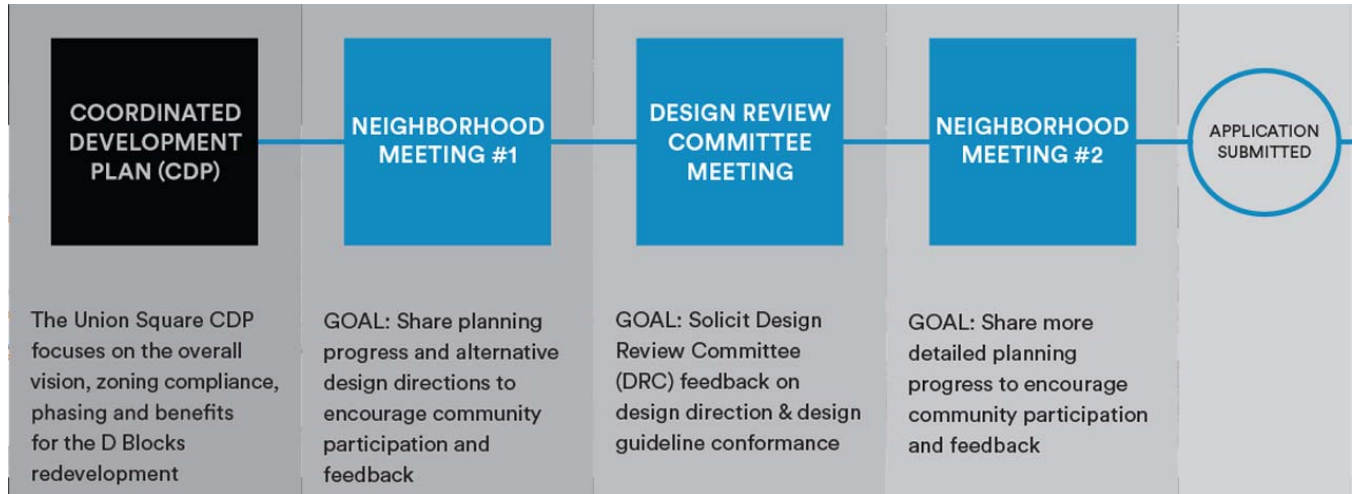 COORDINATED
DEVELOPMENT
PLAN (CDP)
NEIGHBORHOOD
MEETING #1
DESIGN REVIEW
COMMITTEE
MEETING
NEIGHBORHOOD
MEETING #2
APPLICATION
SUBMITTED
The Union Square CDP
focuses on the overall
vision, zoning compliance,
phasing and benefits
for the D Blocks
redevelopment
GOAL: Share planning
progress and alternative
design directions to
encourage community
participation and
feedback
GOAL: Solicit Design
Review Committee
(DRC) feedback on
design direction & design
guideline conformance
GOAL: Share more
detailed planning
progress to encourage
community participation
and feedback